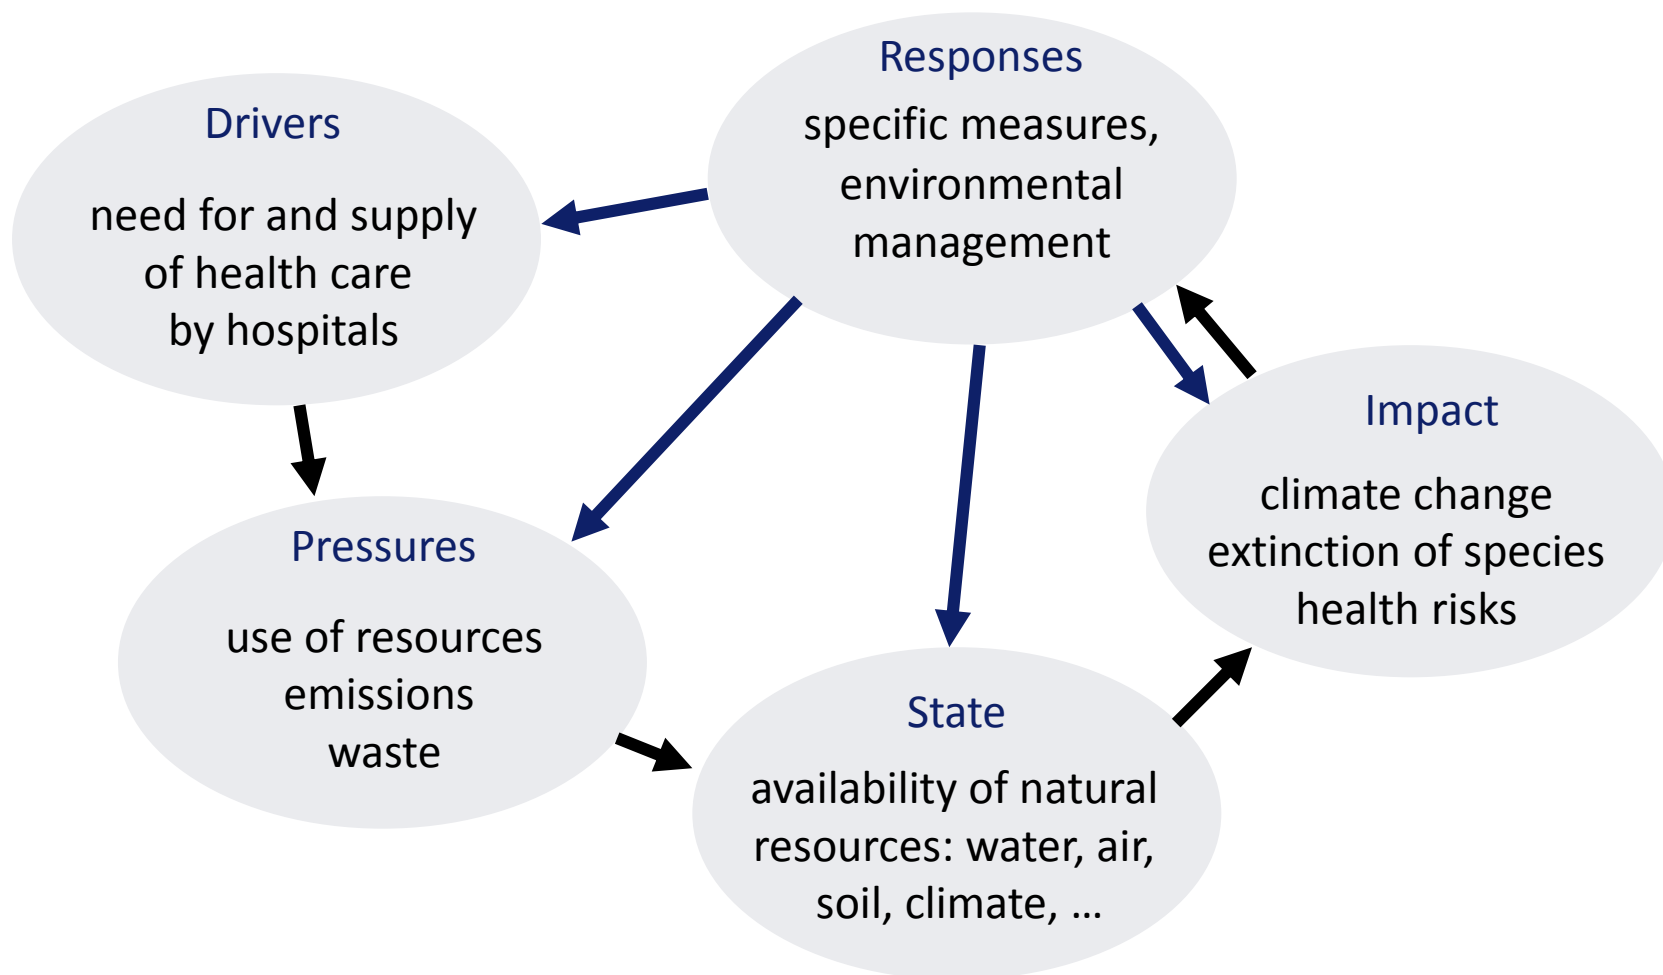 Drivers
need for and supply
of health care
by hospitals
Responses
specific measures,
environmental
management
Impact
climate change
extinction of species
health risks
Pressures
use of resources
emissions
waste
State
availability of natural
resources: water, air,
soil, climate, …